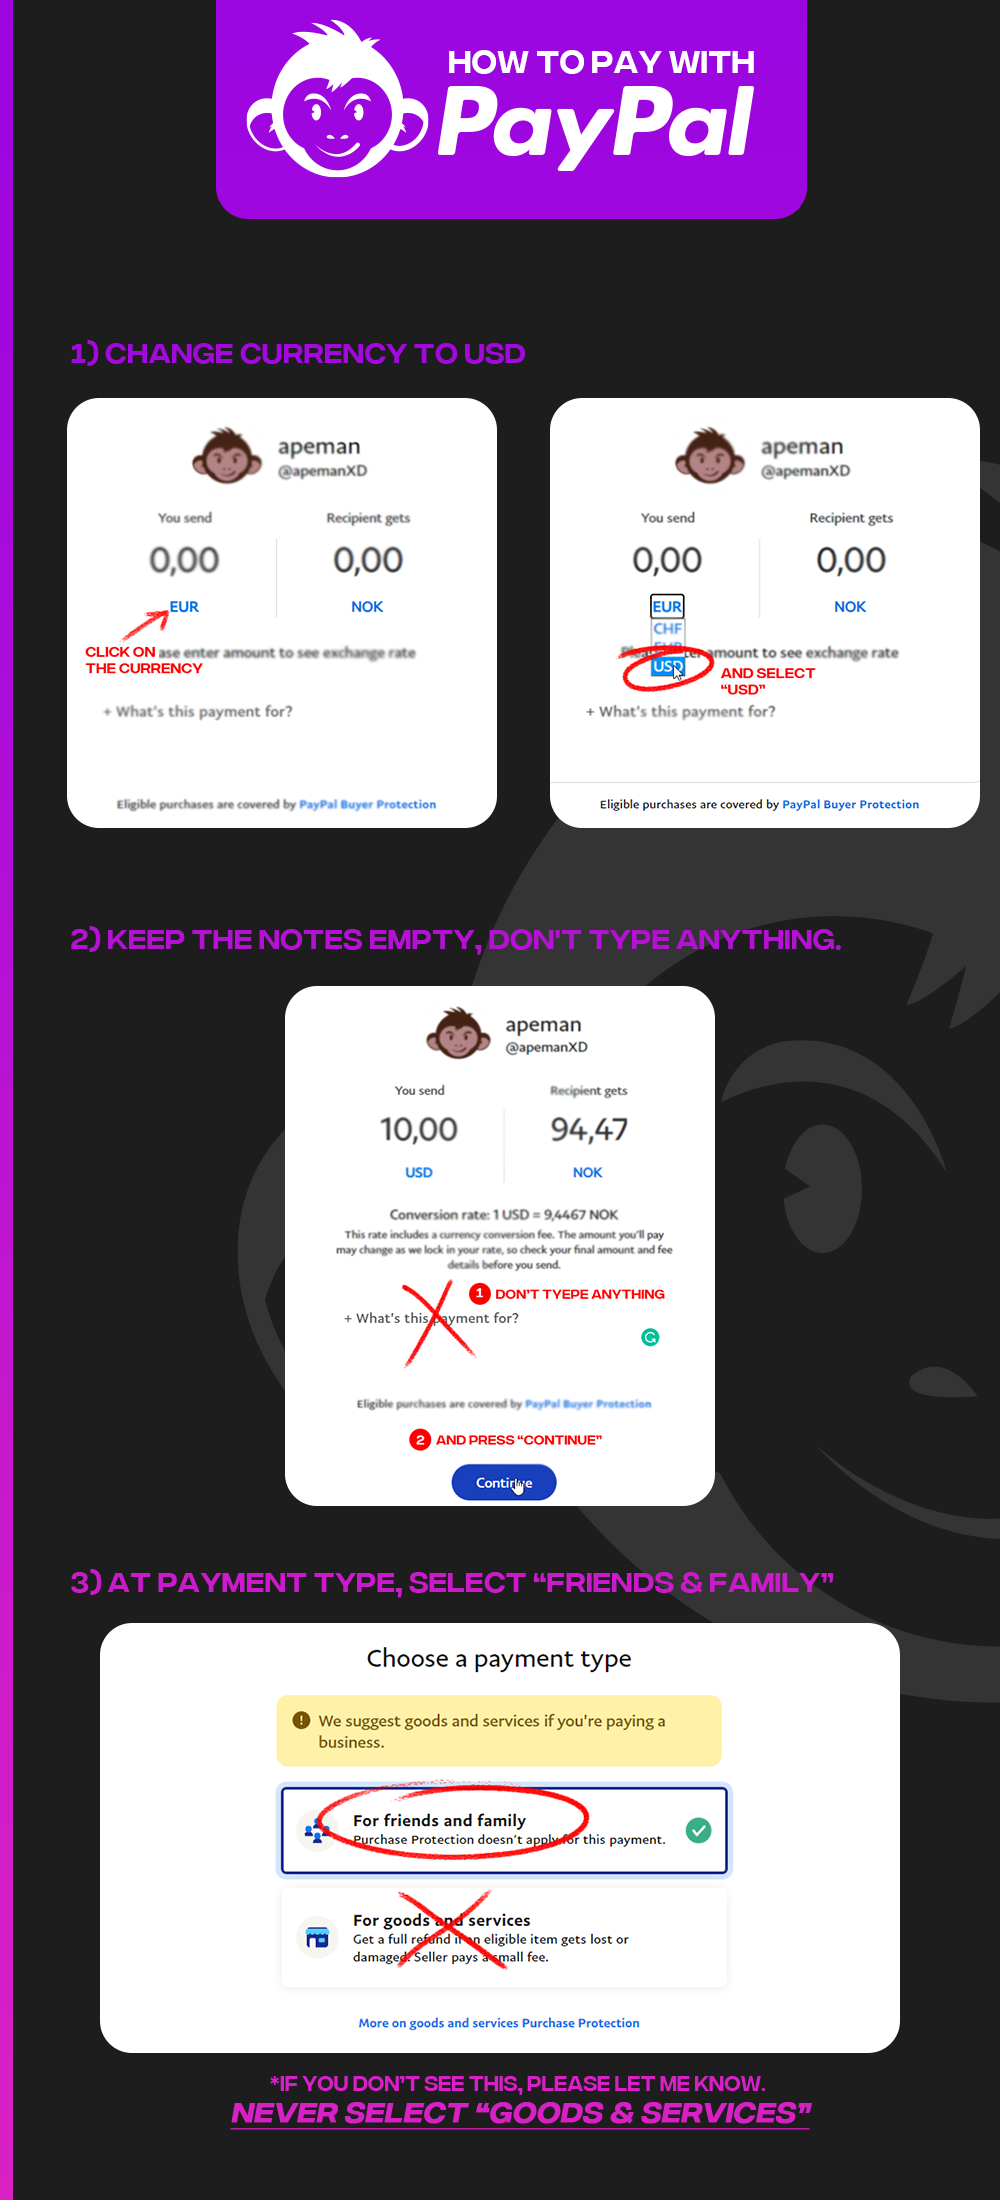 HOW TO PAY WITH
PayPal
1) CHANGE CURRENCY TO USD
apeman
@apemanXD
You send
Recipient gets
0,00
0,00
EUR
NOK
CLICK ON
THE CURRENCY
ase enter amount to see exchange rate
+ What's this payment for?
Eligible purchases are covered by PayPal Buyer Protection
apeman
@apemanXD
You send
Recipient gets
0,00
0,00
EUR
NOK
CHF
EUR
USD
amount to see exchange rate
AND SELECT
“USD”
+ What's this payment for?
Eligible purchases are covered by PayPal Buyer Protection
2) KEEP THE NOTES EMPTY, DON'T TYPE ANYTHING.
apeman
@apemanXD
You send
Recipient gets
10,00
94,47
USD
NOK
Conversion rate: 1 USD = 9,4467 NOK
This rate includes a currency conversion fee. The amount you'll pay
may change as we lock in your rate, so check your final amount and fee
details before you send.
1 DON'T TYEPE ANYTHING
+ What's this payment for?
Eligible purchases are covered by PayPal Buyer Protection
2 AND PRESS “CONTINUE”
Continue
3) AT PAYMENT TYPE, SELECT “FRIENDS & FAMILY”
Choose a payment type
We suggest goods and services if you're paying a
business.
For friends and family
Purchase Protection doesn't apply for this payment.
For goods and services
Get a full refund if an eligible item gets lost or
damaged. Seller pays a small fee.
More on goods and services Purchase Protection
*IF YOU DON'T SEE THIS, PLEASE LET ME KNOW.
NEVER SELECT “GOODS & SERVICES”